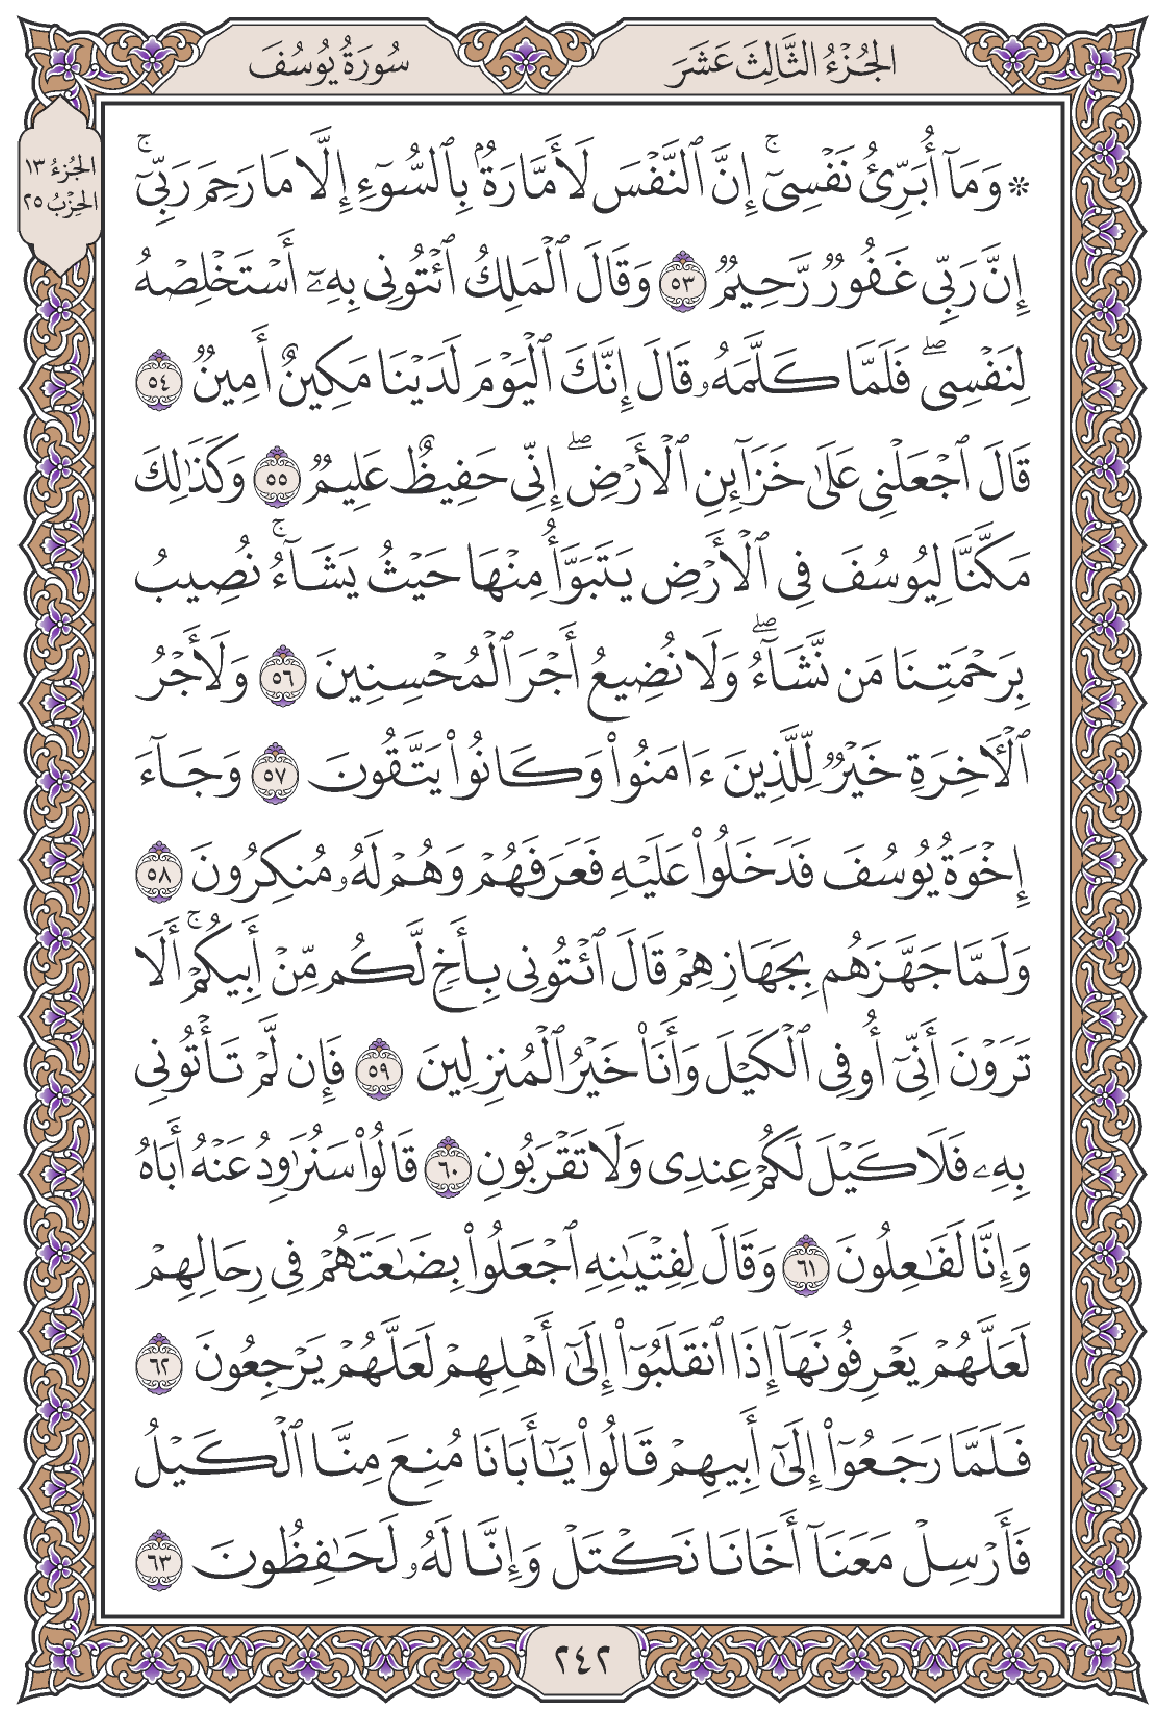 الجُزْءُ الثَّالِثَ عَشَرَ
سُورَةُ يُوسُفَ
الجُزْءُ ١٣
الحِزْبُ ٢٥
۞ وَمَآ أُبَرِّئُ نَفْسِىٓۚ إِنَّ ٱلنَّفْسَ لَأَمَّارَةُۢ بِٱلسُّوٓءِ إِلَّا مَا رَحِمَ رَبِّىٓۚ
إِنَّ رَبِّى غَفُورٌ رَّحِيمٌ ٥٣ وَقَالَ ٱلْمَلِكُ ٱئْتُونِى بِهِۦٓ أَسْتَخْلِصْهُ
لِنَفْسِىۖ فَلَمَّا كَلَّمَهُۥ قَالَ إِنَّكَ ٱلْيَوْمَ لَدَيْنَا مَكِينٌ أَمِينٌ ٥٤
قَالَ ٱجْعَلْنِى عَلَىٰ خَزَآئِنِ ٱلْأَرْضِۖ إِنِّى حَفِيظٌ عَلِيمٌ ٥٥ وَكَذَٰلِكَ
مَكَّنَّا لِيُوسُفَ فِى ٱلْأَرْضِ يَتَبَوَّأُ مِنْهَا حَيْثُ يَشَآءُۚ نُصِيبُ
بِرَحْمَتِنَا مَن نَّشَآءُۖ وَلَا نُضِيعُ أَجْرَ ٱلْمُحْسِنِينَ ٥٦ وَلَأَجْرُ
ٱلْءَاخِرَةِ خَيْرٌ لِّلَّذِينَ ءَامَنُوا۟ وَكَانُوا۟ يَتَّقُونَ ٥٧ وَجَآءَ
إِخْوَةُ يُوسُفَ فَدَخَلُوا۟ عَلَيْهِ فَعَرَفَهُمْ وَهُمْ لَهُۥ مُنكِرُونَ ٥٨
وَلَمَّا جَهَّزَهُم بِجَهَازِهِمْ قَالَ ٱئْتُونِى بِأَخٍ لَّكُم مِّنْ أَبِيكُمْۚ أَلَا
تَرَوْنَ أَنِّىٓ أُوفِى ٱلْكَيْلَ وَأَنَا۠ خَيْرُ ٱلْمُنزِلِينَ ٥٩ فَإِن لَّمْ تَأْتُونِى
بِهِۦ فَلَا كَيْلَ لَكُمْ عِندِى وَلَا تَقْرَبُونِ ٦٠ قَالُوا۟ سَنُرَٰوِدُ عَنْهُ أَبَاهُ
وَإِنَّا لَفَٰعِلُونَ ٦١ وَقَالَ لِفِتْيَٰنِهِ ٱجْعَلُوا۟ بِضَٰعَتَهُمْ فِى رِحَالِهِمْ
لَعَلَّهُمْ يَعْرِفُونَهَآ إِذَا ٱنقَلَبُوٓا۟ إِلَىٰٓ أَهْلِهِمْ لَعَلَّهُمْ يَرْجِعُونَ ٦٢
فَلَمَّا رَجَعُوٓا۟ إِلَىٰٓ أَبِيهِمْ قَالُوا۟ يَٰٓأَبَانَا مُنِعَ مِنَّا ٱلْكَيْلُ
فَأَرْسِلْ مَعَنَآ أَخَانَا نَكْتَلْ وَإِنَّا لَهُۥ لَحَٰفِظُونَ ٦٣
٢٤٢